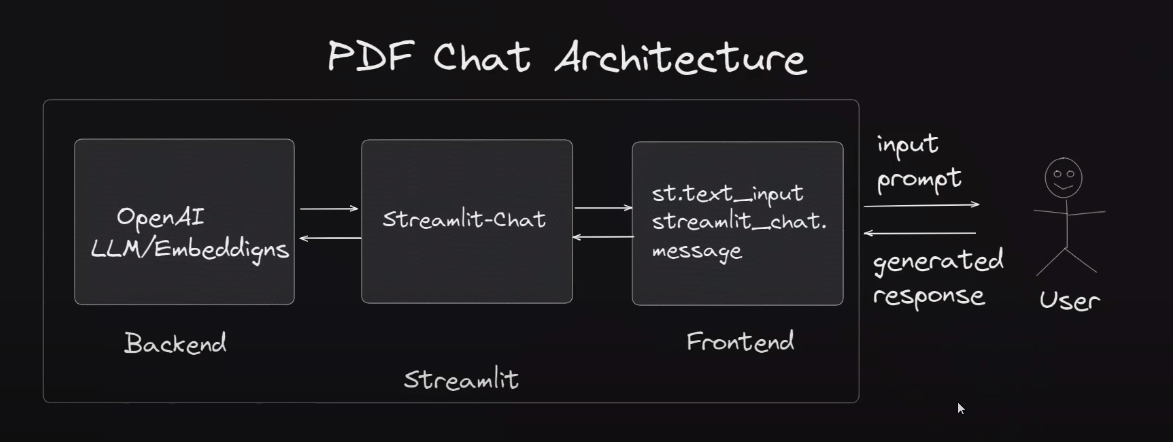 PDF Chat Architecture
OpenAI
LLM/Embeddigns
Streamlit-Chat
st.text_input
streamlit_chat.
message
input
prompt
generated
response
User
Backend
Frontend
Streamlit